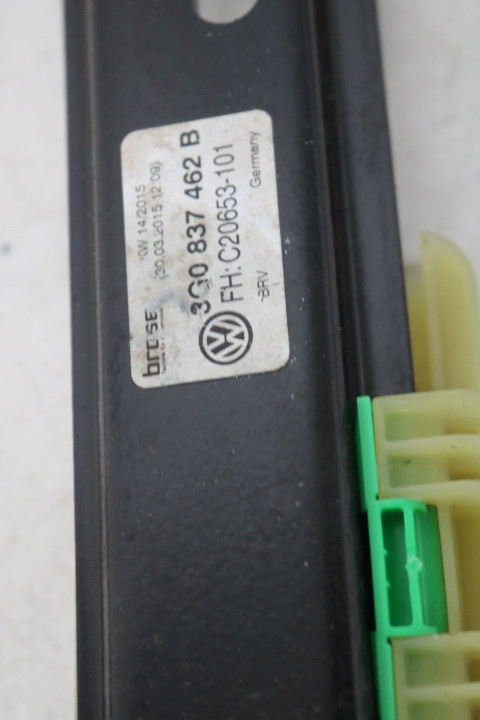 brose
KW 14/2015
(30.03.2015 12:09)
3G0 837 462 B
FH: C20653-101
BRV
Germany